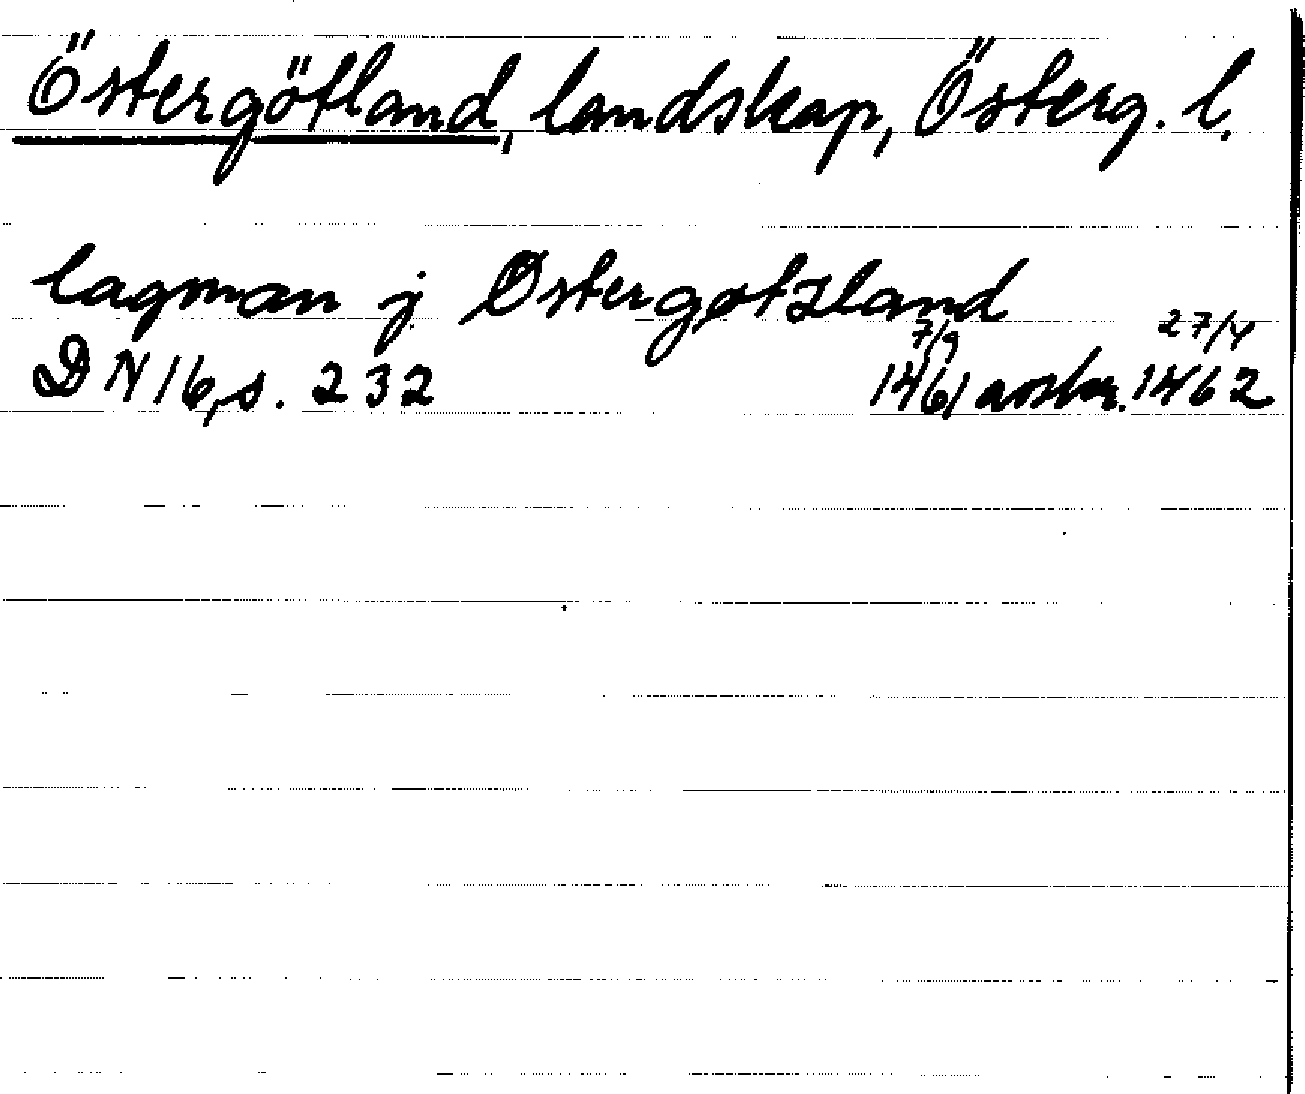 Östergötland, landskap, Österg. l.
lagman j Østergøtzland
DN 16, s. 232 7/9 1461 avskr. 27/4 1462